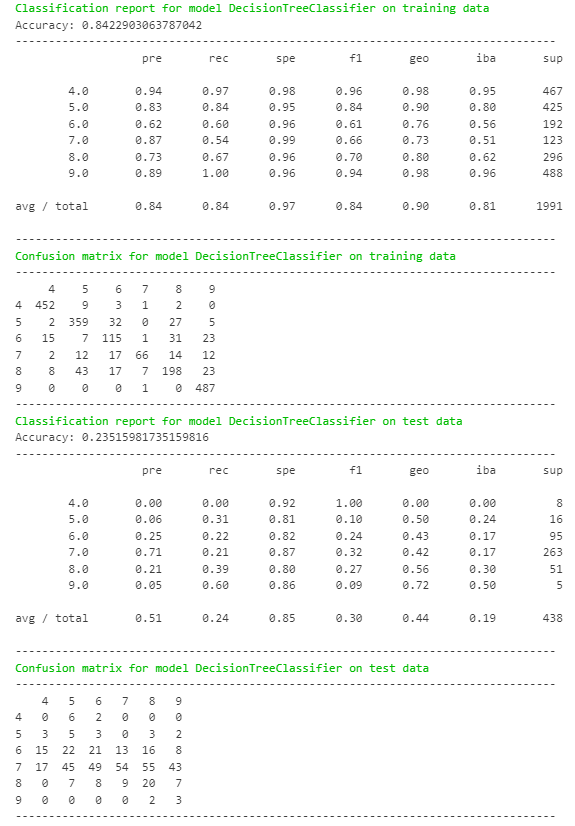 Classification report for model DecisionTreeClassifier on training data
Accuracy: 0.8422903063787042
---------------------------------------------------------------------------------
pre rec spe f1 geo iba sup
4.0 0.94 0.97 0.98 0.96 0.98 0.95 467
5.0 0.83 0.84 0.95 0.84 0.90 0.80 425
6.0 0.62 0.60 0.96 0.61 0.76 0.56 192
7.0 0.87 0.54 0.99 0.66 0.73 0.51 123
8.0 0.73 0.67 0.96 0.70 0.80 0.62 296
9.0 0.89 1.00 0.96 0.94 0.98 0.96 488
avg / total 0.84 0.84 0.97 0.84 0.90 0.81 1991
---------------------------------------------------------------------------------
Confusion matrix for model DecisionTreeClassifier on training data
---------------------------------------------------------------------------------
4 5 6 7 8 9
4 452 9 3 1 2 0
5 2 359 32 0 27 5
6 15 7 115 1 31 23
7 2 12 17 66 14 12
8 8 43 17 7 198 23
9 0 0 0 1 0 487
---------------------------------------------------------------------------------
Classification report for model DecisionTreeClassifier on test data
Accuracy: 0.23515981735159816
---------------------------------------------------------------------------------
pre rec spe f1 geo iba sup
4.0 0.00 0.00 0.92 1.00 0.00 0.00 8
5.0 0.06 0.31 0.81 0.10 0.50 0.24 16
6.0 0.25 0.22 0.82 0.24 0.43 0.17 95
7.0 0.71 0.21 0.87 0.32 0.42 0.17 263
8.0 0.21 0.39 0.80 0.27 0.56 0.30 51
9.0 0.05 0.60 0.86 0.09 0.72 0.50 5
avg / total 0.51 0.24 0.85 0.30 0.44 0.19 438
---------------------------------------------------------------------------------
Confusion matrix for model DecisionTreeClassifier on test data
---------------------------------------------------------------------------------
4 5 6 7 8 9
4 0 6 2 0 0 0
5 3 5 3 0 3 2
6 15 22 21 13 16 8
7 17 45 49 54 55 43
8 0 7 8 9 20 7
9 0 0 0 0 2 3
---------------------------------------------------------------------------------